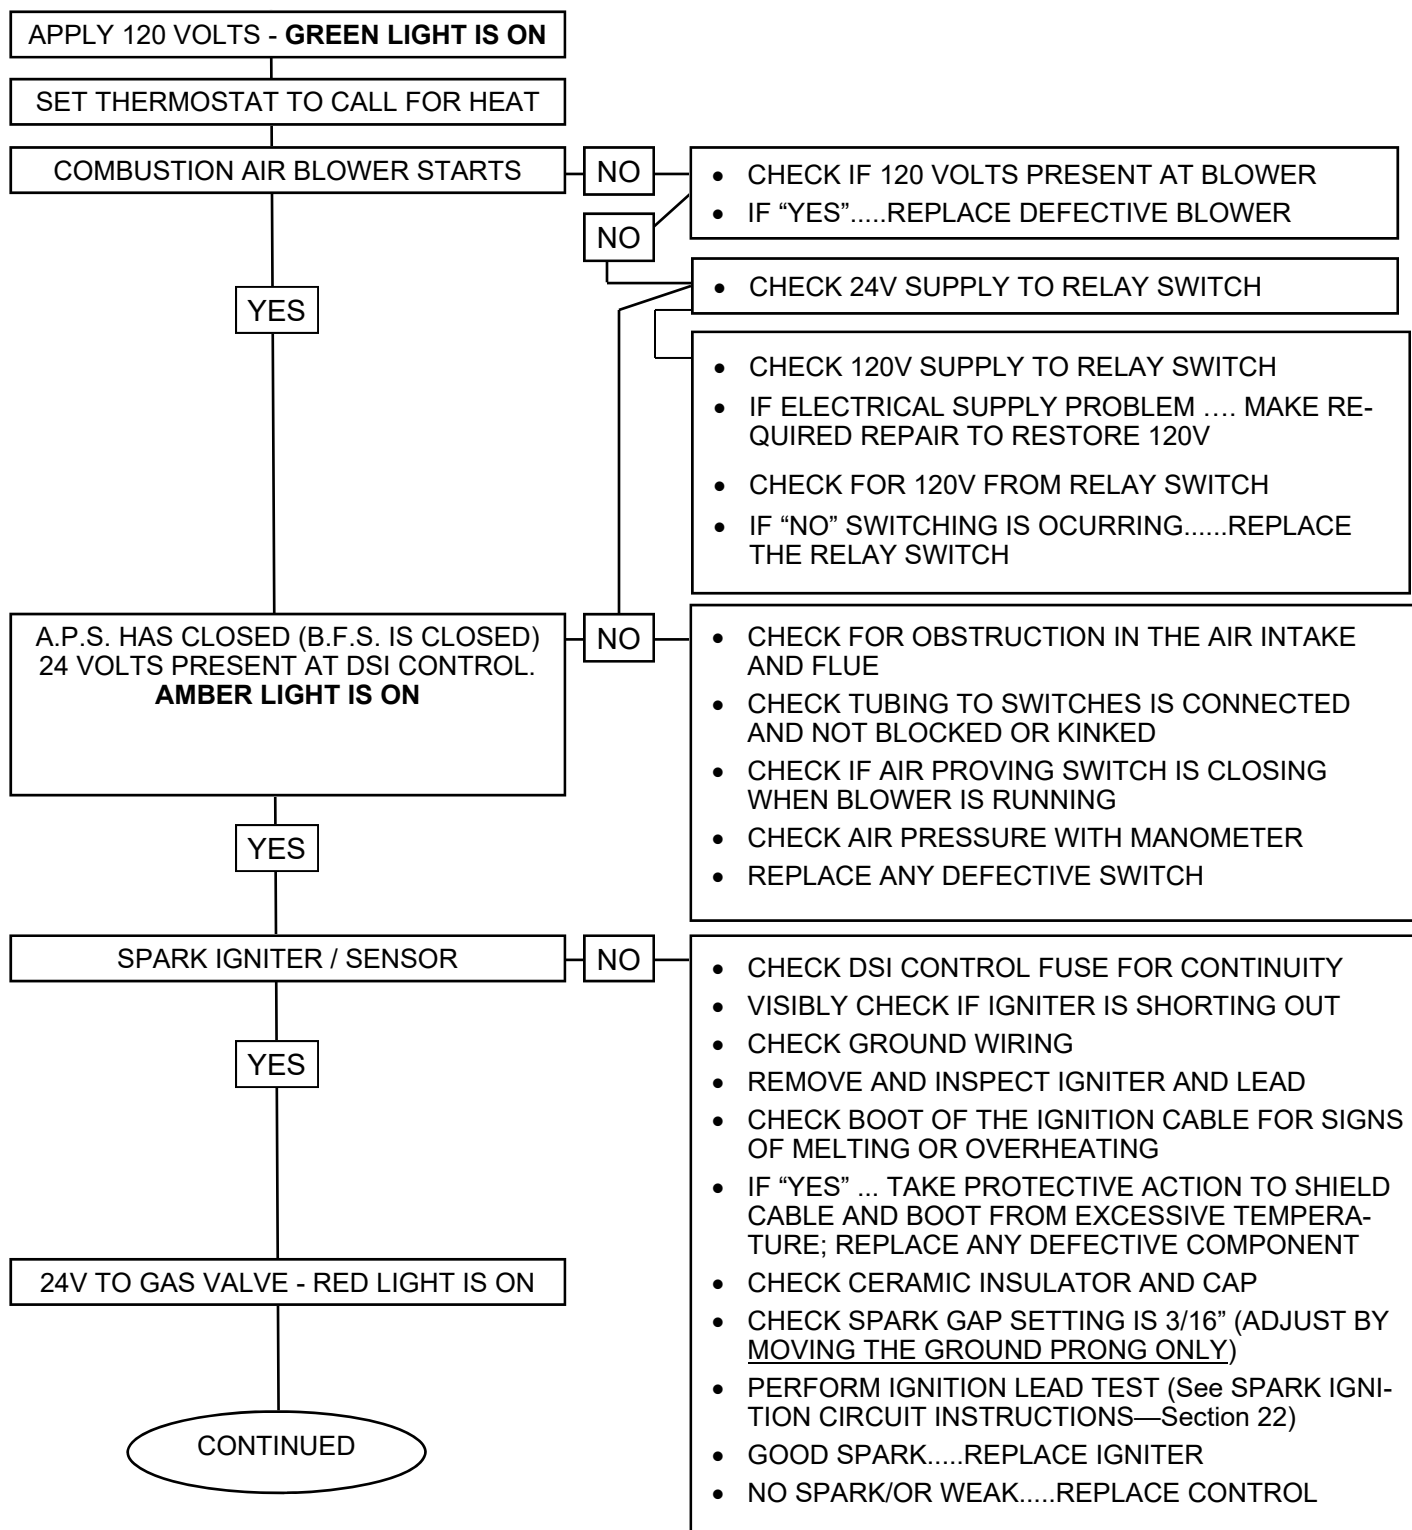 APPLY 120 VOLTS - GREEN LIGHT IS ON
SET THERMOSTAT TO CALL FOR HEAT
COMBUSTION AIR BLOWER STARTS
NO
• CHECK IF 120 VOLTS PRESENT AT BLOWER
• IF “YES”.....REPLACE DEFECTIVE BLOWER
NO
• CHECK 24V SUPPLY TO RELAY SWITCH
YES
• CHECK 120V SUPPLY TO RELAY SWITCH
• IF ELECTRICAL SUPPLY PROBLEM …. MAKE RE-
QUIRED REPAIR TO RESTORE 120V
• CHECK FOR 120V FROM RELAY SWITCH
• IF “NO” SWITCHING IS OCURRING......REPLACE
THE RELAY SWITCH
A.P.S. HAS CLOSED (B.F.S. IS CLOSED)
24 VOLTS PRESENT AT DSI CONTROL.
AMBER LIGHT IS ON
NO
• CHECK FOR OBSTRUCTION IN THE AIR INTAKE
AND FLUE
• CHECK TUBING TO SWITCHES IS CONNECTED
AND NOT BLOCKED OR KINKED
• CHECK IF AIR PROVING SWITCH IS CLOSING
WHEN BLOWER IS RUNNING
• CHECK AIR PRESSURE WITH MANOMETER
• REPLACE ANY DEFECTIVE SWITCH
YES
SPARK IGNITER / SENSOR
NO
• CHECK DSI CONTROL FUSE FOR CONTINUITY
• VISIBLY CHECK IF IGNITER IS SHORTING OUT
• CHECK GROUND WIRING
• REMOVE AND INSPECT IGNITER AND LEAD
• CHECK BOOT OF THE IGNITION CABLE FOR SIGNS
OF MELTING OR OVERHEATING
• IF “YES” ... TAKE PROTECTIVE ACTION TO SHIELD
CABLE AND BOOT FROM EXCESSIVE TEMPERA-
TURE; REPLACE ANY DEFECTIVE COMPONENT
• CHECK CERAMIC INSULATOR AND CAP
• CHECK SPARK GAP SETTING IS 3/16” (ADJUST BY
MOVING THE GROUND PRONG ONLY)
• PERFORM IGNITION LEAD TEST (See SPARK IGNI-
TION CIRCUIT INSTRUCTIONS—Section 22)
• GOOD SPARK.....REPLACE IGNITER
• NO SPARK/OR WEAK.....REPLACE CONTROL
YES
24V TO GAS VALVE - RED LIGHT IS ON
CONTINUED